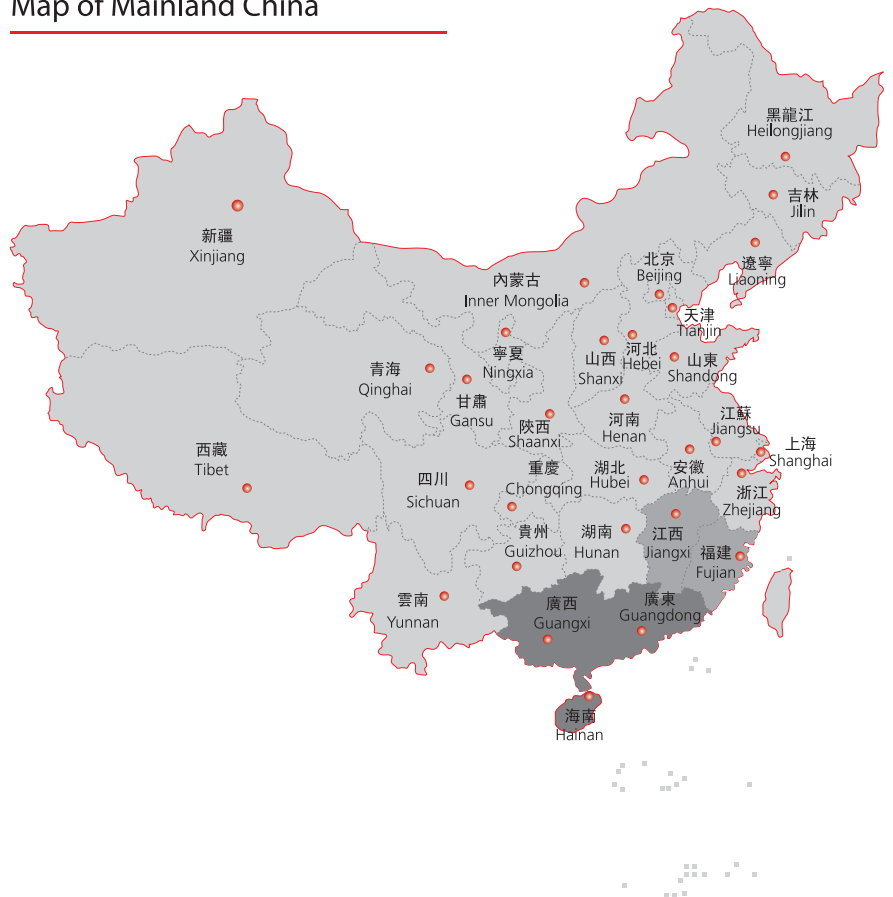 Map of Mainland China
黑龍江
Heilongjiang
吉林
Jilin
新疆
Xinjiang
遼寧
Liaoning
北京
Beijing
內蒙古
Inner Mongolia
天津
Tianjin
寧夏
Ningxia
山西
Shanxi
河北
Hebei
山東
Shandong
青海
Qinghai
甘肅
Gansu
陝西
Shaanxi
河南
Henan
江蘇
Jiangsu
上海
Shanghai
西藏
Tibet
四川
Sichuan
重慶
Chongqing
湖北
Hubei
安徽
Anhui
浙江
Zhejiang
貴州
Guizhou
湖南
Hunan
江西
Jiangxi
福建
Fujian
雲南
Yunnan
廣西
Guangxi
廣東
Guangdong
海南
Hainan